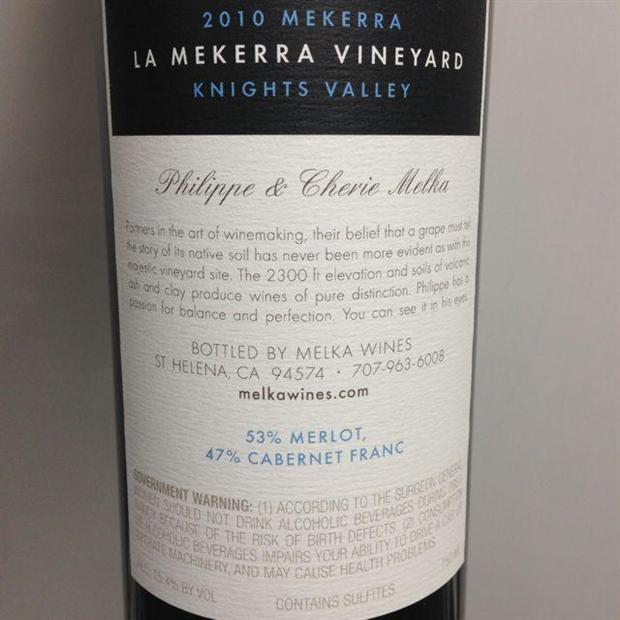 2010 MEKERRA
LA MEKERRA VINEYARD
KNIGHTS VALLEY
Philippe & Cherie Melka
Partners in the art of winemaking, their belief that a grape must tell
the story of its native soil has never been more evident as with this
majestic vineyard site. The 2300 ft elevation and soils of volcanic
ash and clay produce wines of pure distinction. Philippe has a
passion for balance and perfection. You can see it in his eyes.
BOTTLED BY MELKA WINES
ST. HELENA, CA 94574 · 707-963-6008
melkawines.com
53% MERLOT,
47% CABERNET FRANC
GOVERNMENT WARNING: (1) ACCORDING TO THE SURGEON GENERAL,
WOMEN SHOULD NOT DRINK ALCOHOLIC BEVERAGES DURING PREG
NANCY BECAUSE OF THE RISK OF BIRTH DEFECTS. (2) CONSUMPTION
OF ALCOHOLIC BEVERAGES IMPAIRS YOUR ABILITY TO DRIVE A CAR OR
OPERATE MACHINERY, AND MAY CAUSE HEALTH PROBLEMS.
ALC. 15.4% BY VOL
CONTAINS SULFITES